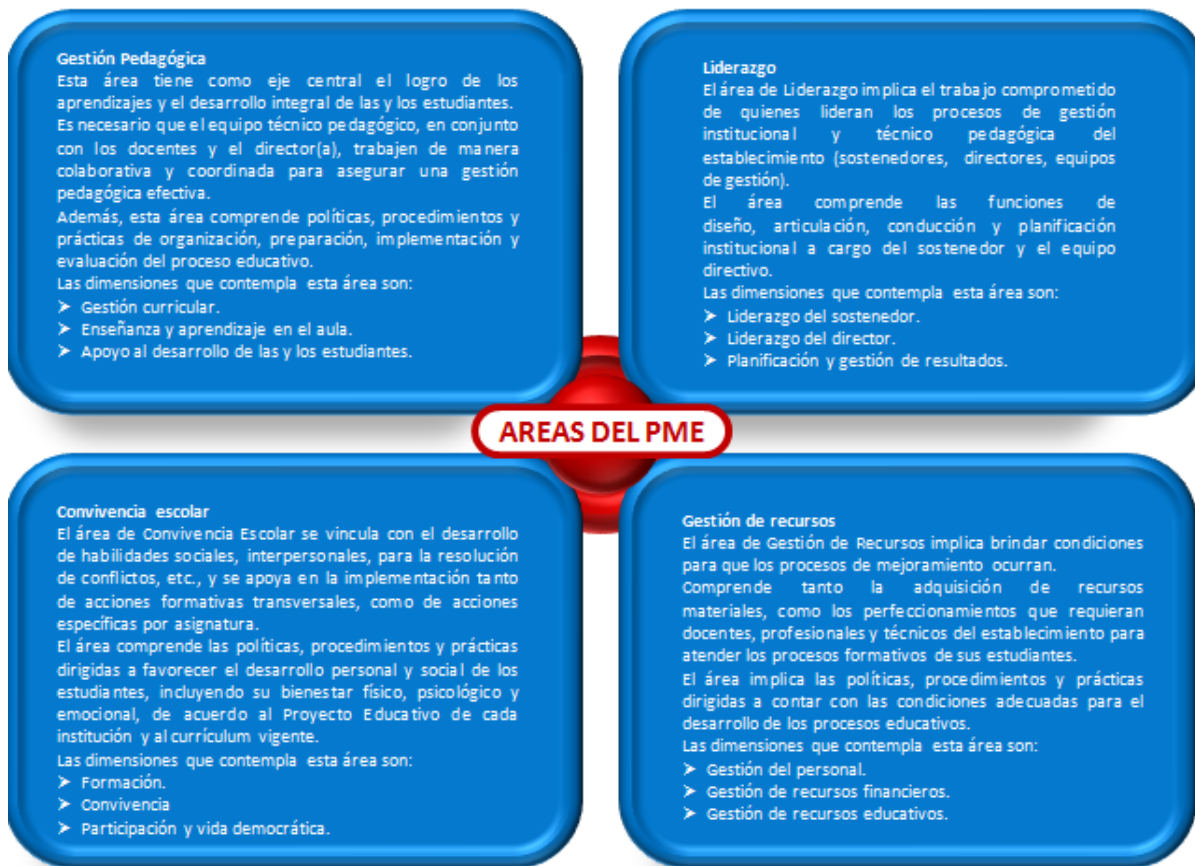 Gestión Pedagógica
Esta área tiene como eje central el logro de los
aprendizajes y el desarrollo integral de las y los estudiantes.
Es necesario que el equipo técnico pedagógico, en conjunto
con los docentes y el director(a), trabajen de manera
colaborativa y coordinada para asegurar una gestión
pedagógica efectiva.
Además, esta área comprende políticas, procedimientos y
prácticas de organización, preparación, implementación y
evaluación del proceso educativo.
Las dimensiones que contempla esta área son:
➢ Gestión curricular.
➢ Enseñanza y aprendizaje en el aula.
➢ Apoyo al desarrollo de las y los estudiantes.
Liderazgo
El área de Liderazgo implica el trabajo comprometido
de quienes lideran los procesos de gestión
institucional y técnico pedagógica del
establecimiento (sostenedores, directores, equipos
de gestión).
El área comprende las funciones de
diseño, articulación, conducción y planificación
institucional a cargo del sostenedor y el equipo
directivo.
Las dimensiones que contempla esta área son:
➢ Liderazgo del sostenedor.
➢ Liderazgo del director.
➢ Planificación y gestión de resultados.
AREAS DEL PME
Convivencia escolar
El área de Convivencia Escolar se vincula con el desarrollo
de habilidades sociales, interpersonales, para la resolución
de conflictos, etc., y se apoya en la implementación tanto
de acciones formativas transversales, como de acciones
específicas por asignatura.
El área comprende las políticas, procedimientos y prácticas
dirigidas a favorecer el desarrollo personal y social de los
estudiantes, incluyendo su bienestar físico, psicológico y
emocional, de acuerdo al Proyecto Educativo de cada
institución y al currículum vigente.
Las dimensiones que contempla esta área son:
➢ Formación.
➢ Convivencia
➢ Participación y vida democrática.
Gestión de recursos
El área de Gestión de Recursos implica brindar condiciones
para que los procesos de mejoramiento ocurran.
Comprende tanto la adquisición de recursos
materiales, como los perfeccionamientos que requieran
docentes, profesionales y técnicos del establecimiento para
atender los procesos formativos de sus estudiantes.
El área implica las políticas, procedimientos y prácticas
dirigidas a contar con las condiciones adecuadas para el
desarrollo de los procesos educativos.
Las dimensiones que contempla esta área son:
➢ Gestión del personal.
➢ Gestión de recursos financieros.
➢ Gestión de recursos educativos.